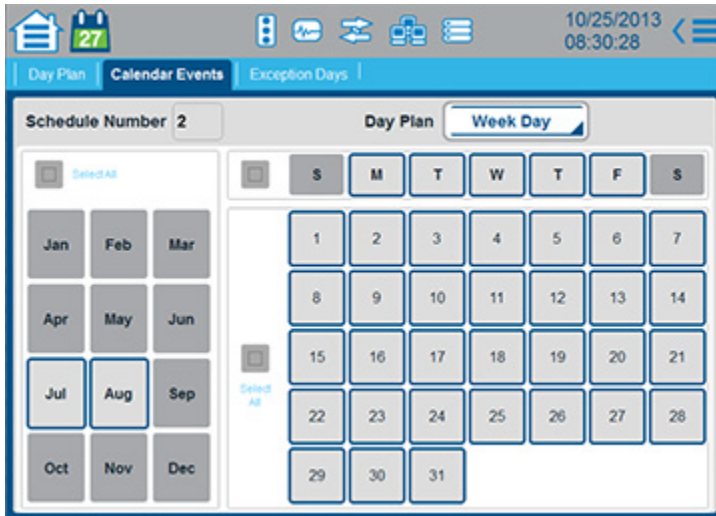 27
10/25/2013
08:30:28
Day Plan Calendar Events Exception Days
Schedule Number 2 Day Plan Week Day
Select All S M T W T F S
Jan Feb Mar 1 2 3 4 5 6 7
Apr May Jun 8 9 10 11 12 13 14
Jul Aug Sep 15 16 17 18 19 20 21
Select All
22 23 24 25 26 27 28
Oct Nov Dec 29 30 31